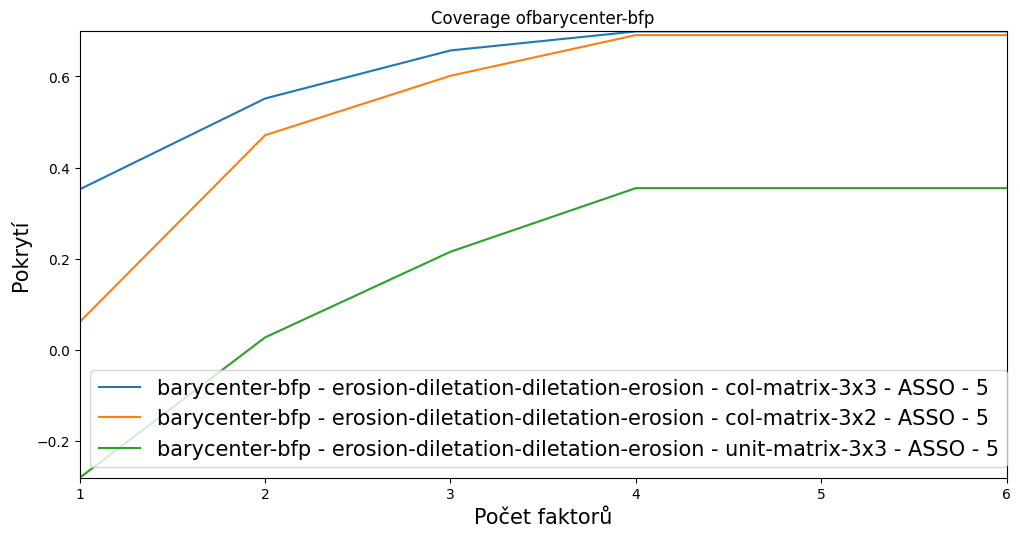 Coverage ofbarycenter-bfp
Pokrytí
0.6
0.4
0.2
0.0
−0.2
barycenter-bfp - erosion-diletation-diletation-erosion - col-matrix-3x3 - ASSO - 5
barycenter-bfp - erosion-diletation-diletation-erosion - col-matrix-3x2 - ASSO - 5
barycenter-bfp - erosion-diletation-diletation-erosion - unit-matrix-3x3 - ASSO - 5
1 2 3 4 5 6
Počet faktorů